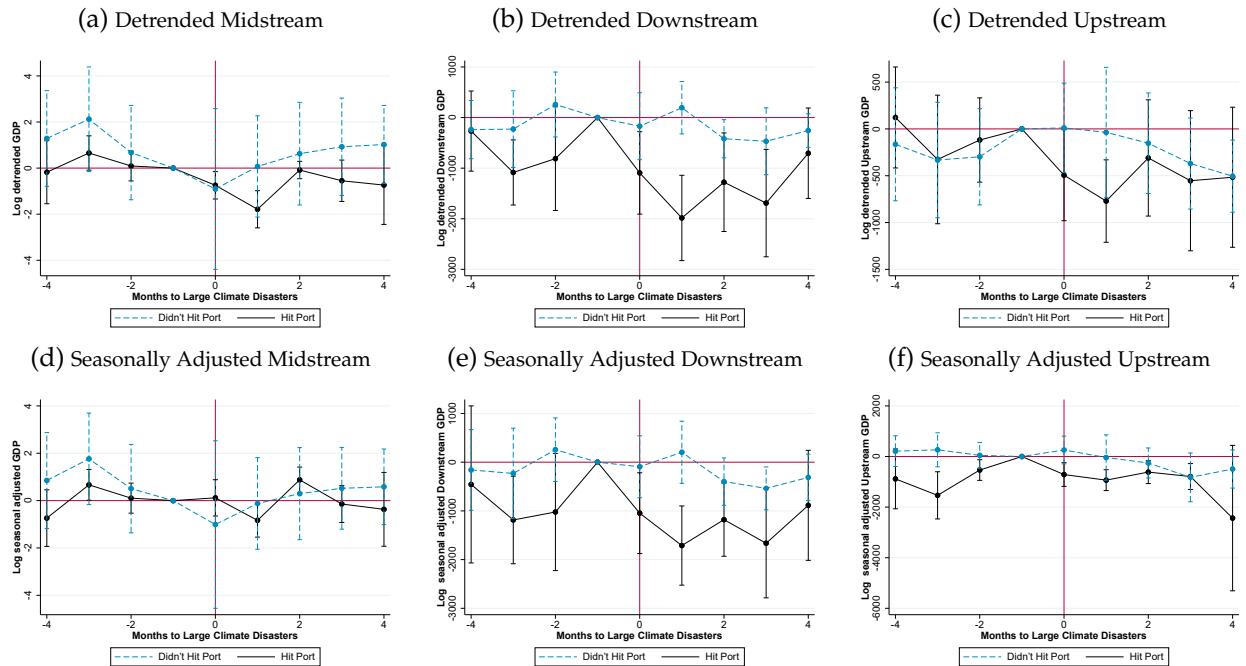 (a) Detrended Midstream
(b) Detrended Downstream
(c) Detrended Upstream
Log detrended GDP
4
2
0
-2
-4
-4
-2
0
2
4
Months to Large Climate Disasters
Didn't Hit Port
Hit Port
Log detrended Downstream GDP
1000
0
-1000
-2000
-3000
-4
-2
0
2
4
Months to Large Climate Disasters
Didn't Hit Port
Hit Port
Log detrended Upstream GDP
500
0
-500
-1000
-1500
-4
-2
0
2
4
Months to Large Climate Disasters
Didn't Hit Port
Hit Port
(d) Seasonally Adjusted Midstream
(e) Seasonally Adjusted Downstream
(f) Seasonally Adjusted Upstream
Log seasonal adjusted GDP
4
2
0
-2
-4
-4
-2
0
2
4
Months to Large Climate Disasters
Didn't Hit Port
Hit Port
Log seasonal adjusted Downstream GDP
1000
0
-1000
-2000
-3000
-4
-2
0
2
4
Months to Large Climate Disasters
Didn't Hit Port
Hit Port
Log seasonal adjusted Upstream GDP
2000
0
-2000
-4000
-6000
-4
-2
0
2
4
Months to Large Climate Disasters
Didn't Hit Port
Hit Port